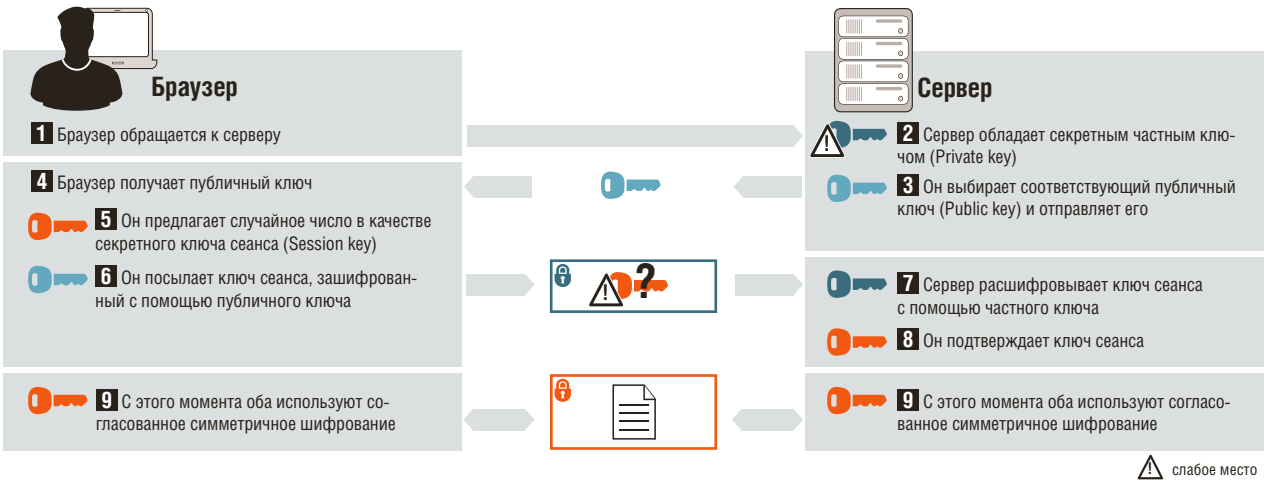 Браузер
Сервер
1 Браузер обращается к серверу
2 Сервер обладает секретным частным клю-
чом (Private key)
4 Браузер получает публичный ключ
3 Он выбирает соответствующий публичный
ключ (Public key) и отправляет его
5 Он предлагает случайное число в качестве
секретного ключа сеанса (Session key)
6 Он посылает ключ сеанса, зашифрован-
ный с помощью публичного ключа
?
7 Сервер расшифровывает ключ сеанса
с помощью частного ключа
8 Он подтверждает ключ сеанса
9 С этого момента оба используют со-
гласованное симметричное шифрование
9 С этого момента оба используют согласо-
ванное симметричное шифрование
слабое место